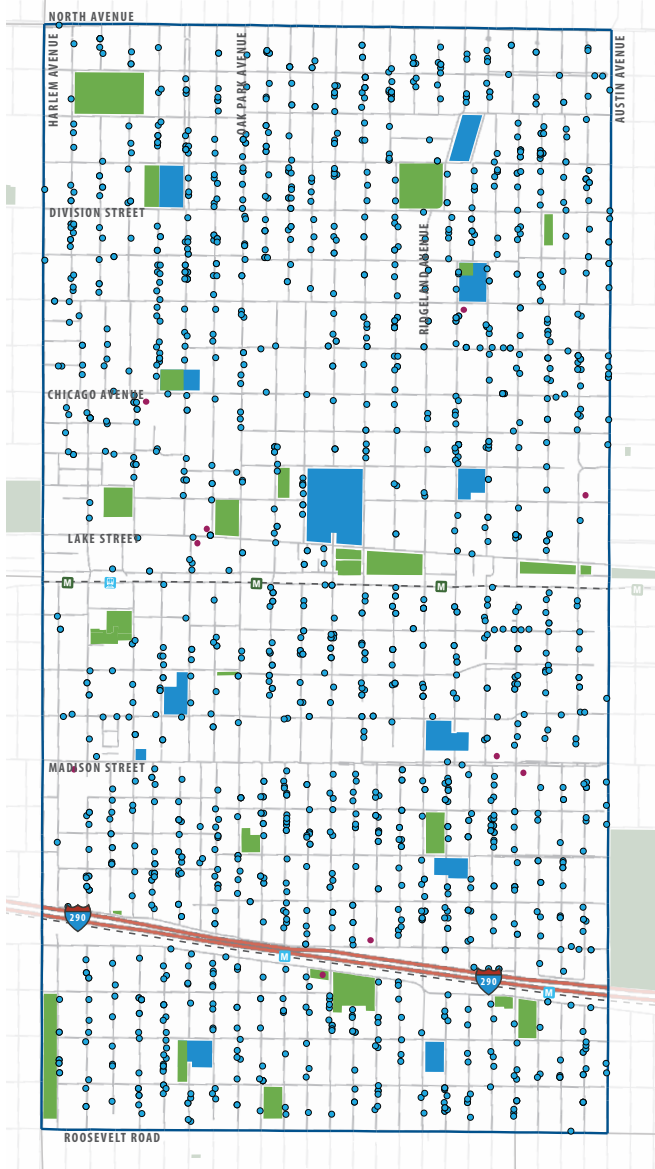 NORTH AVENUE
HARLEM AVENUE
OAK PARK AVENUE
AUSTIN AVENUE
DIVISION STREET
RIDGELAND AVENUE
CHICAGO AVENUE
LAKE STREET
M
M
M
M
MADISON STREET
290
M
290
M
ROOSEVELT ROAD